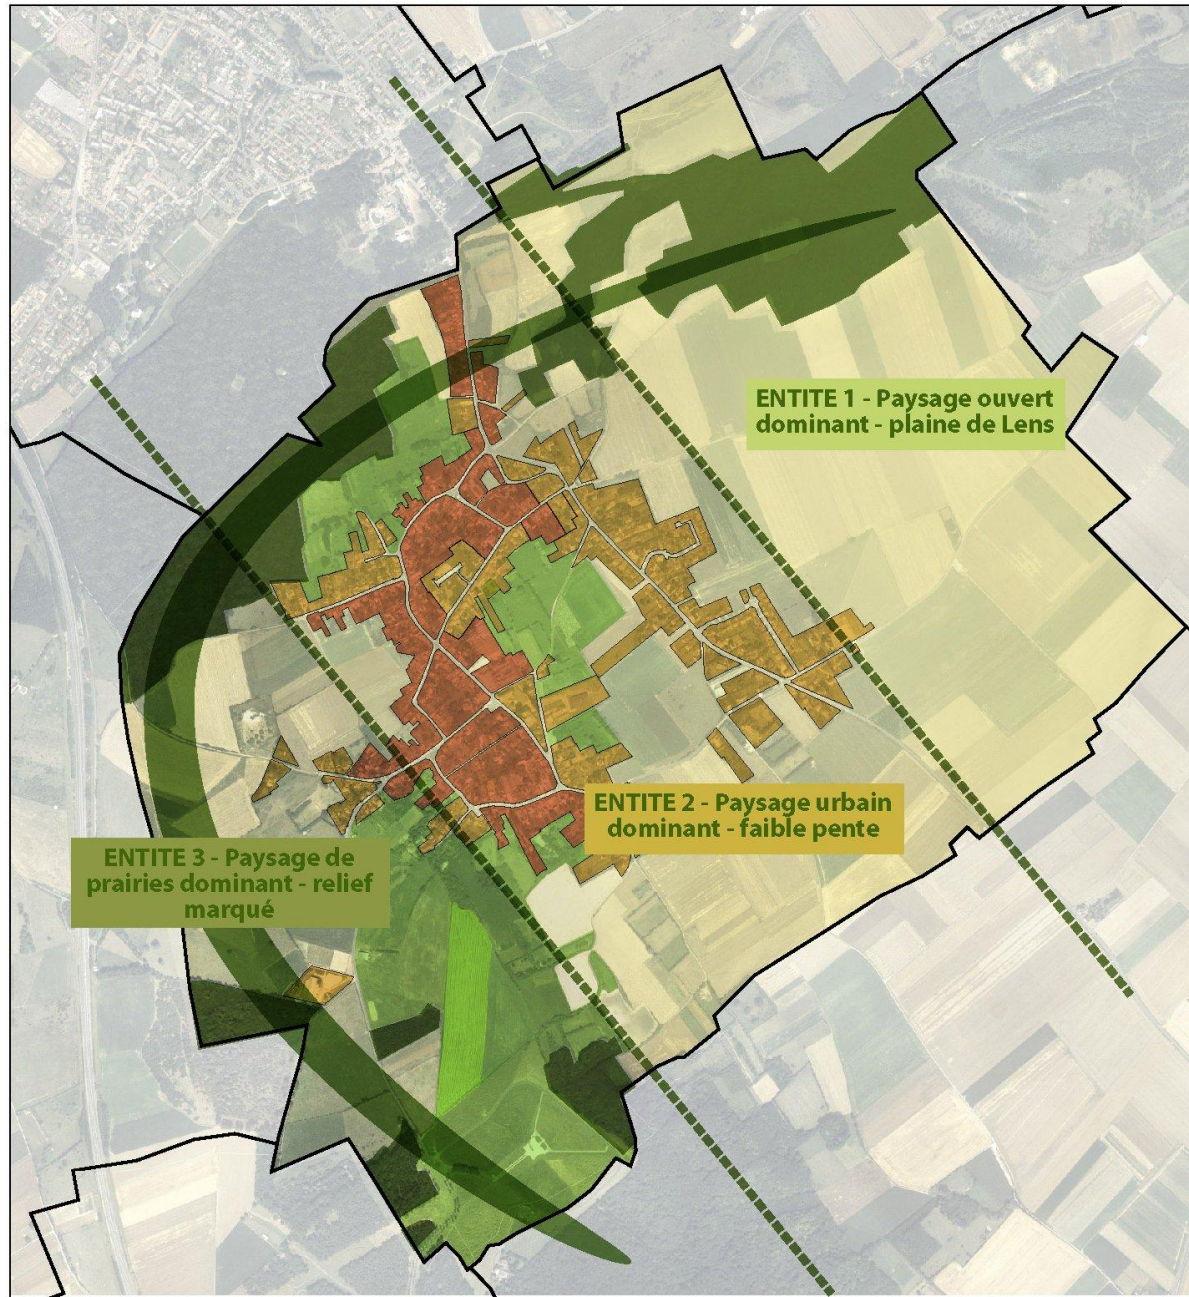 ENTITE 1 - Paysage ouvert
dominant - plaine de Lens
ENTITE 2 - Paysage urbain
dominant - faible pente
ENTITE 3 - Paysage de
prairies dominant - relief
marqué